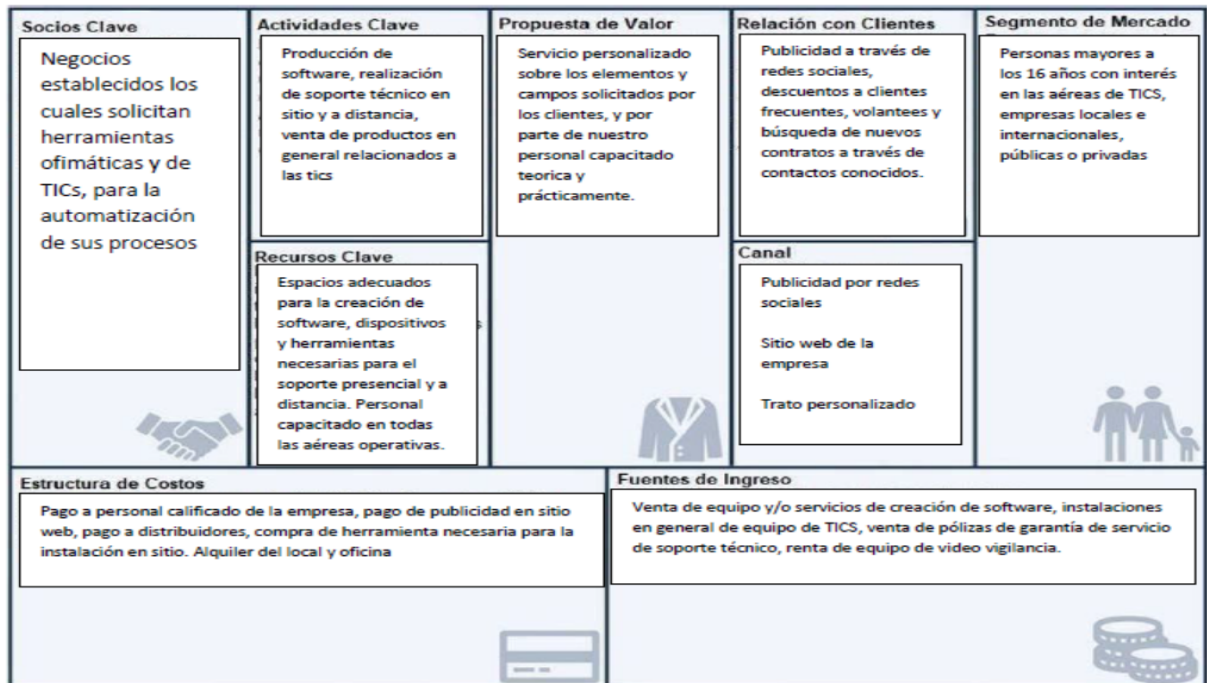 Socios Clave
Negocios
establecidos los
cuales solicitan
herramientas
ofimáticas y de
TICs, para la
automatización
de sus procesos
Actividades Clave
Producción de
software, realización
de soporte técnico en
sitio y a distancia,
venta de productos en
general relacionados a
las tics
Recursos Clave
Espacios adecuados
para la creación de
software, dispositivos
y herramientas
necesarias para el
soporte presencial y a
distancia. Personal
capacitado en todas
las aéreas operativas.
Propuesta de Valor
Servicio personalizado
sobre los elementos y
campos solicitados por
los clientes, y por
parte de nuestro
personal capacitado
teorica y
prácticamente.
Relación con Clientes
Publicidad a través de
redes sociales,
descuentos a clientes
frecuentes, volantees y
búsqueda de nuevos
contratos a través de
contactos conocidos.
Canal
Publicidad por redes
sociales
Sitio web de la
empresa
Trato personalizado
Segmento de Mercado
Personas mayores a
los 16 años con interés
en las aéreas de TICS,
empresas locales e
internacionales,
públicas o privadas
Estructura de Costos
Pago a personal calificado de la empresa, pago de publicidad en sitio
web, pago a distribuidores, compra de herramienta necesaria para la
instalación en sitio. Alquiler del local y oficina
Fuentes de Ingreso
Venta de equipo y/o servicios de creación de software, instalaciones
en general de equipo de TICS, venta de pólizas de garantía de servicio
de soporte técnico, renta de equipo de video vigilancia.